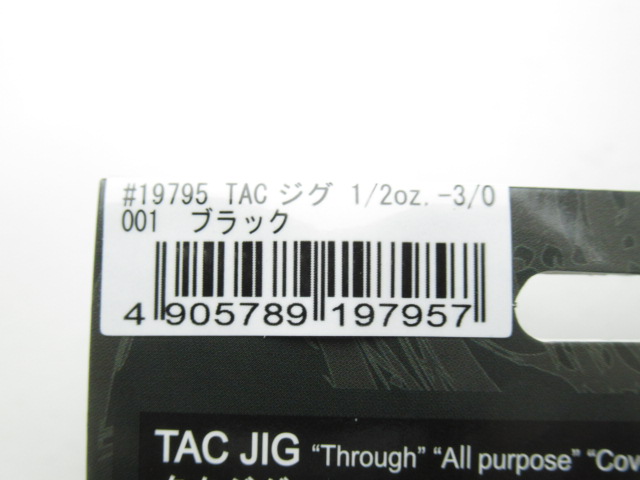 #19795 TAC ジグ 1/2oz.-3/0
001 ブラック
4 905789 197957
TAC JIG "Through" "All purpose" "Cov